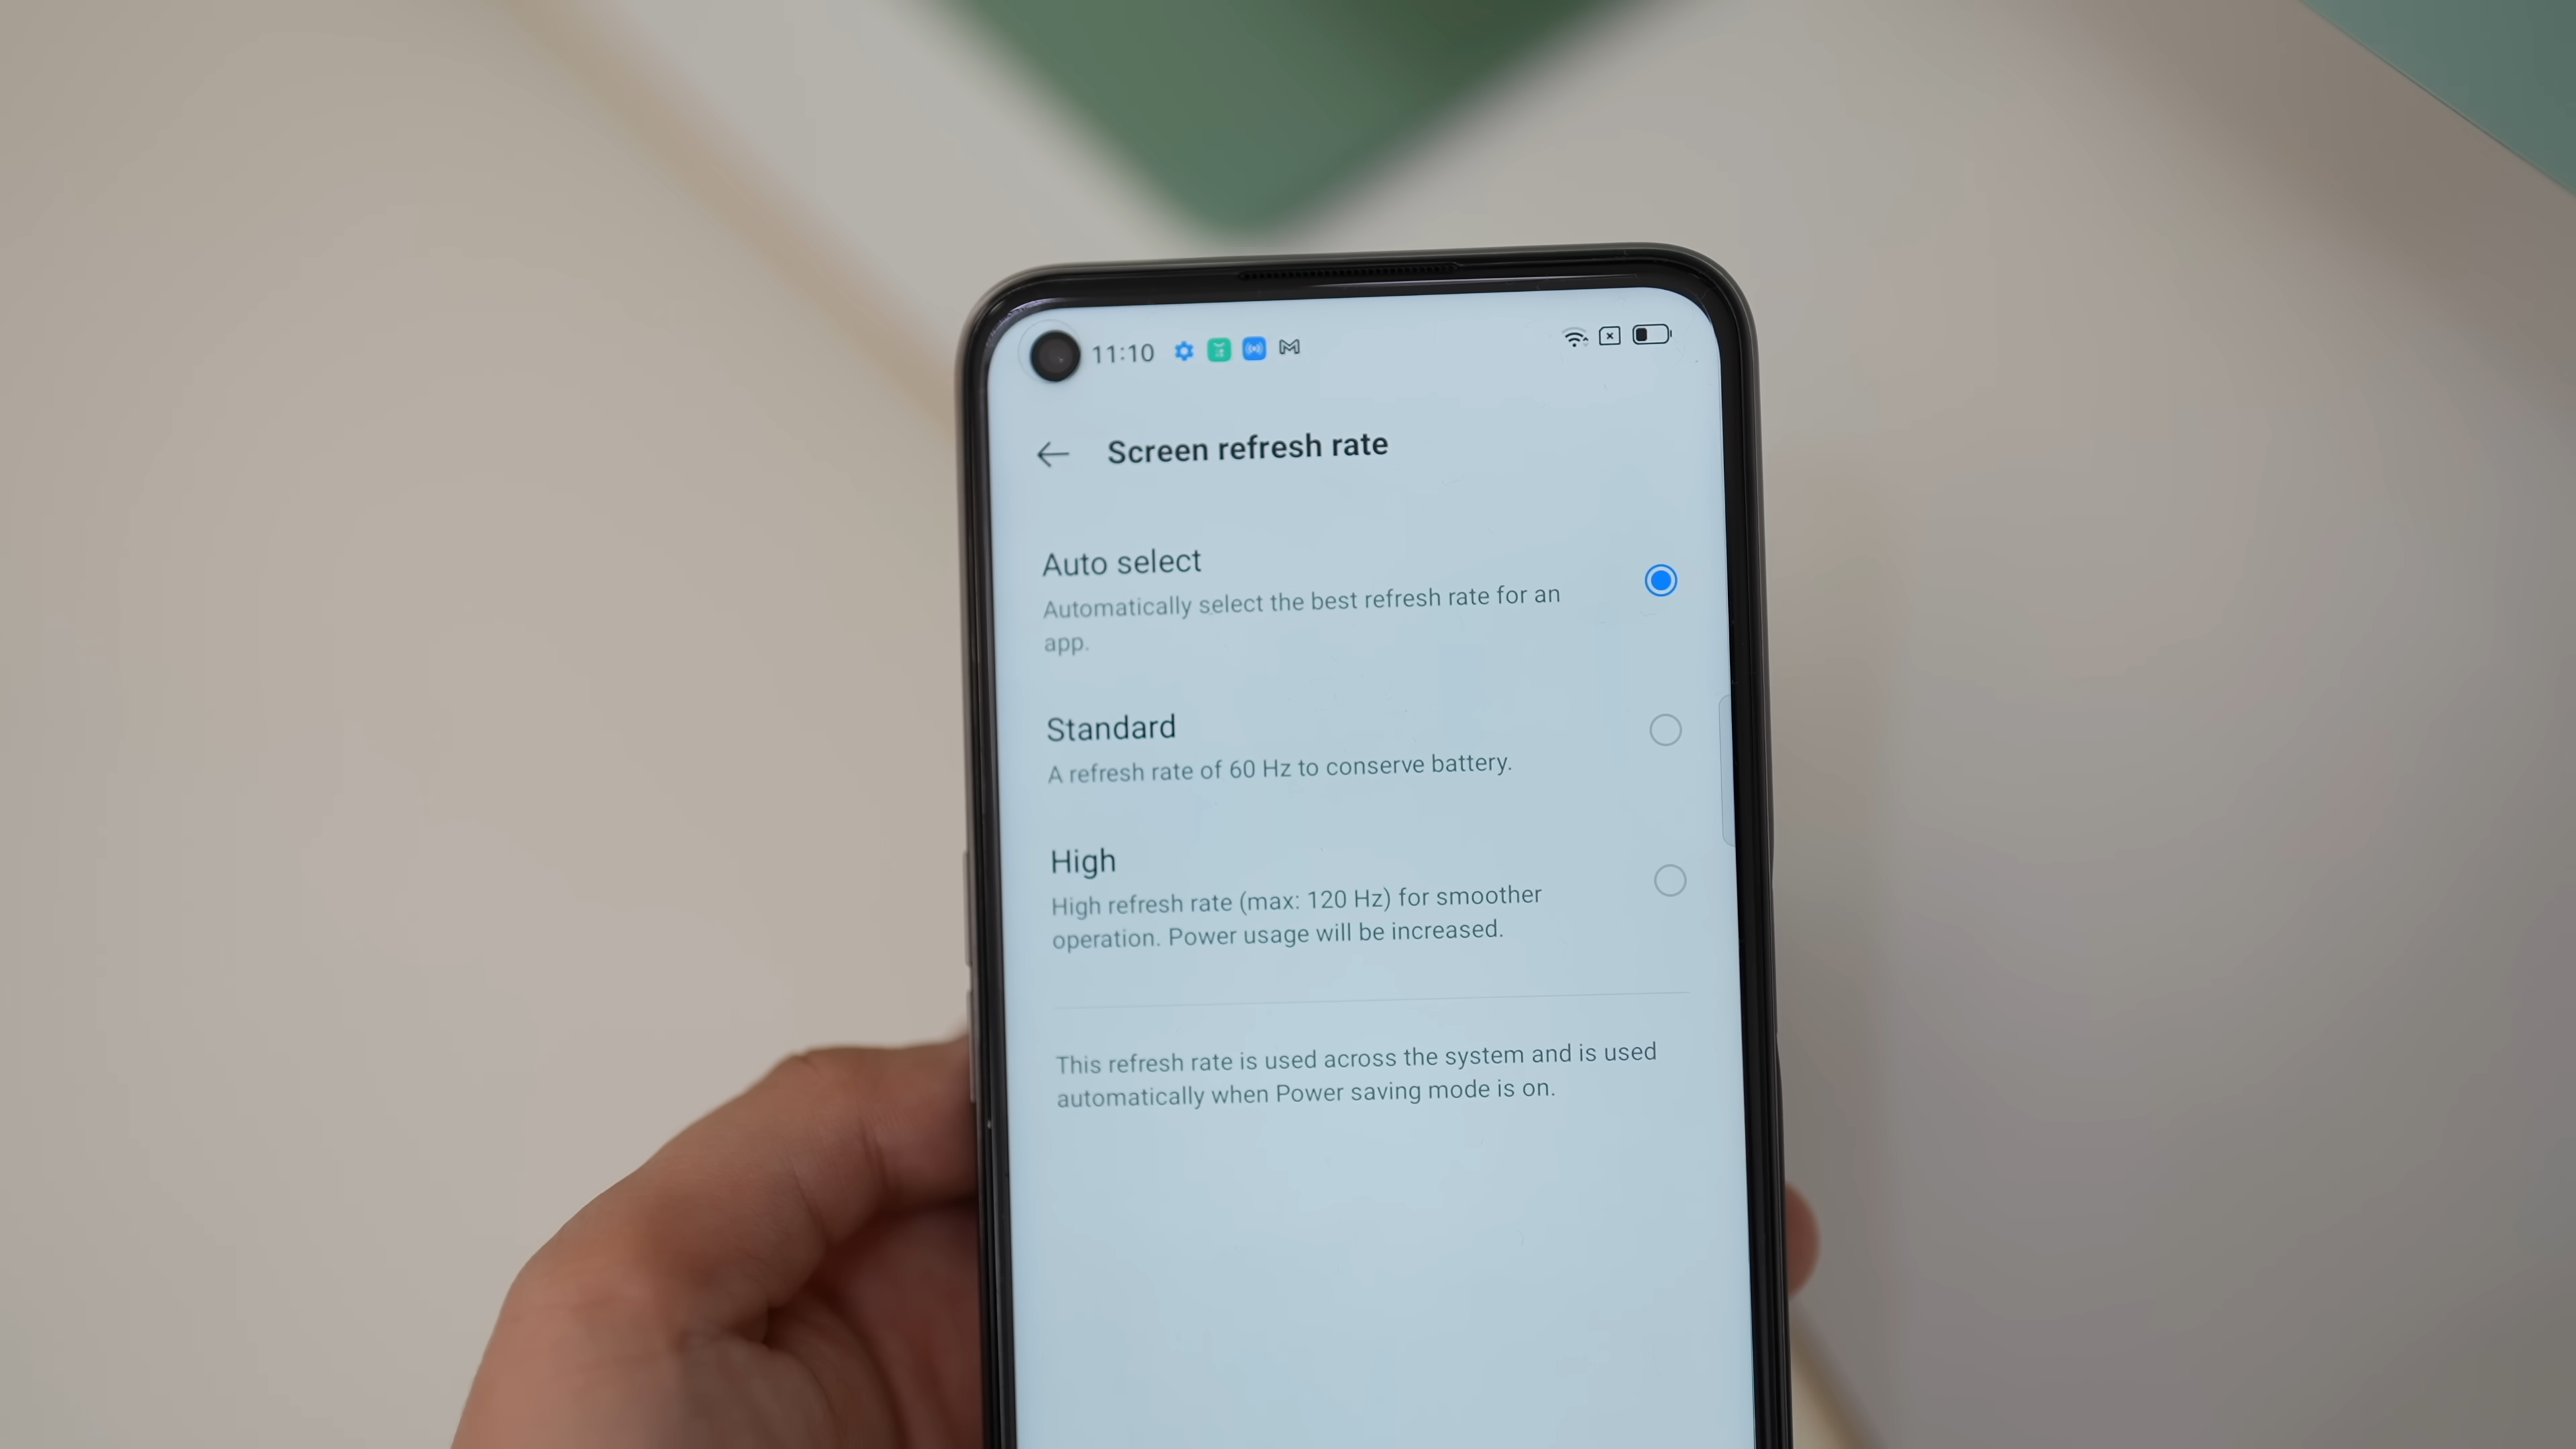 11:10
Screen refresh rate
Auto select
Automatically select the best refresh rate for an
app.
Standard
A refresh rate of 60 Hz to conserve battery.
High
High refresh rate (max: 120 Hz) for smoother
operation. Power usage will be increased.
This refresh rate is used across the system and is used
automatically when Power saving mode is on.